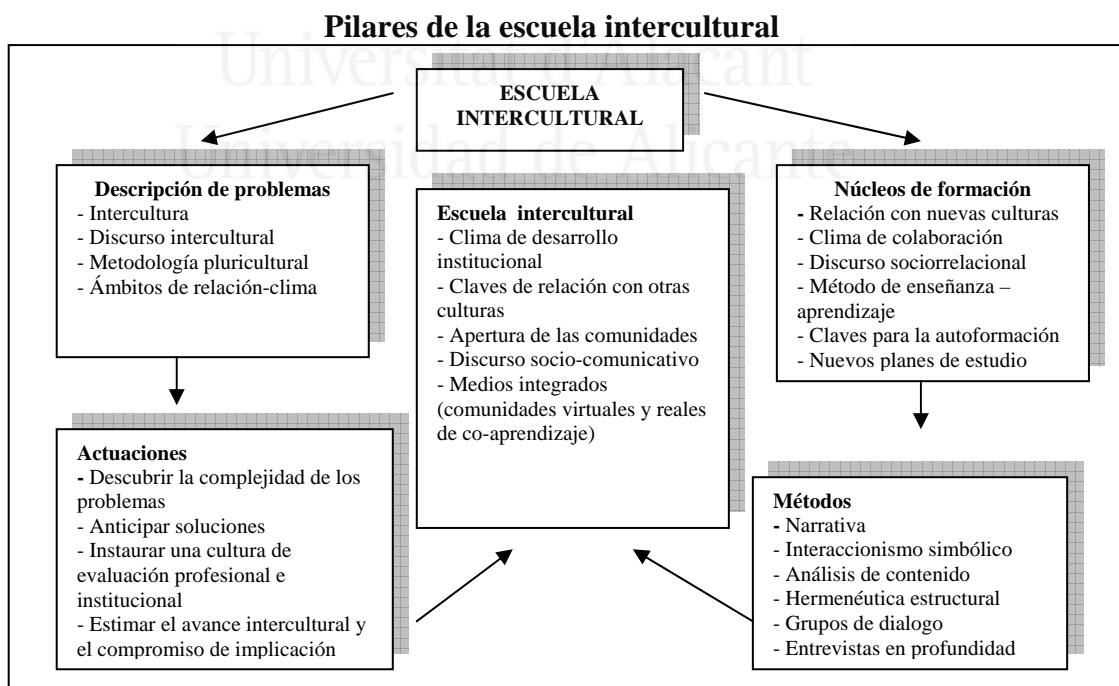 Pilares de la escuela intercultural
Universitat d'Alacant
Universidad de Alicante
ESCUELA
INTERCULTURAL
Descripción de problemas
- Intercultura
- Discurso intercultural
- Metodología pluricultural
- Ámbitos de relación-clima
Escuela intercultural
- Clima de desarrollo
institucional
- Claves de relación con otras
culturas
- Apertura de las comunidades
- Discurso socio-comunicativo
- Medios integrados
(comunidades virtuales y reales
de co-aprendizaje)
Núcleos de formación
- Relación con nuevas culturas
- Clima de colaboración
- Discurso sociorrelacional
- Método de enseñanza –
aprendizaje
- Claves para la autoformación
- Nuevos planes de estudio
Actuaciones
- Descubrir la complejidad de los
problemas
- Anticipar soluciones
- Instaurar una cultura de
evaluación profesional e
institucional
- Estimar el avance intercultural y
el compromiso de implicación
Métodos
- Narrativa
- Interaccionismo simbólico
- Análisis de contenido
- Hermenéutica estructural
- Grupos de dialogo
- Entrevistas en profundidad